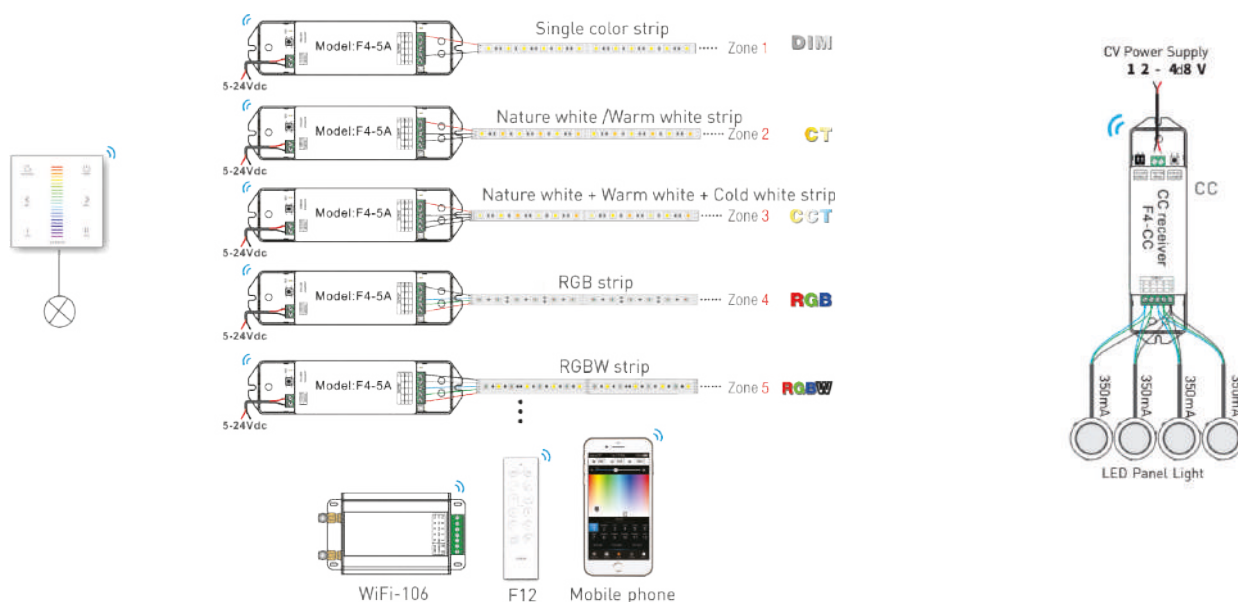 Single color strip
Model:F4-5A
Zone 1
DIM
5-24Vdc
Nature white /Warm white strip
Model:F4-5A
Zone 2
CT
5-24Vdc
Nature white + Warm white + Cold white strip
Model:F4-5A
Zone 3
CCT
5-24Vdc
RGB strip
Model:F4-5A
Zone 4
RGB
5-24Vdc
RGBW strip
Model:F4-5A
Zone 5
RGBW
5-24Vdc
WiFi-106
F12
Mobile phone
CV Power Supply
12-48V
CC
CC receiver
F4-CC
350mA
350mA
350mA
350mA
LED Panel Light